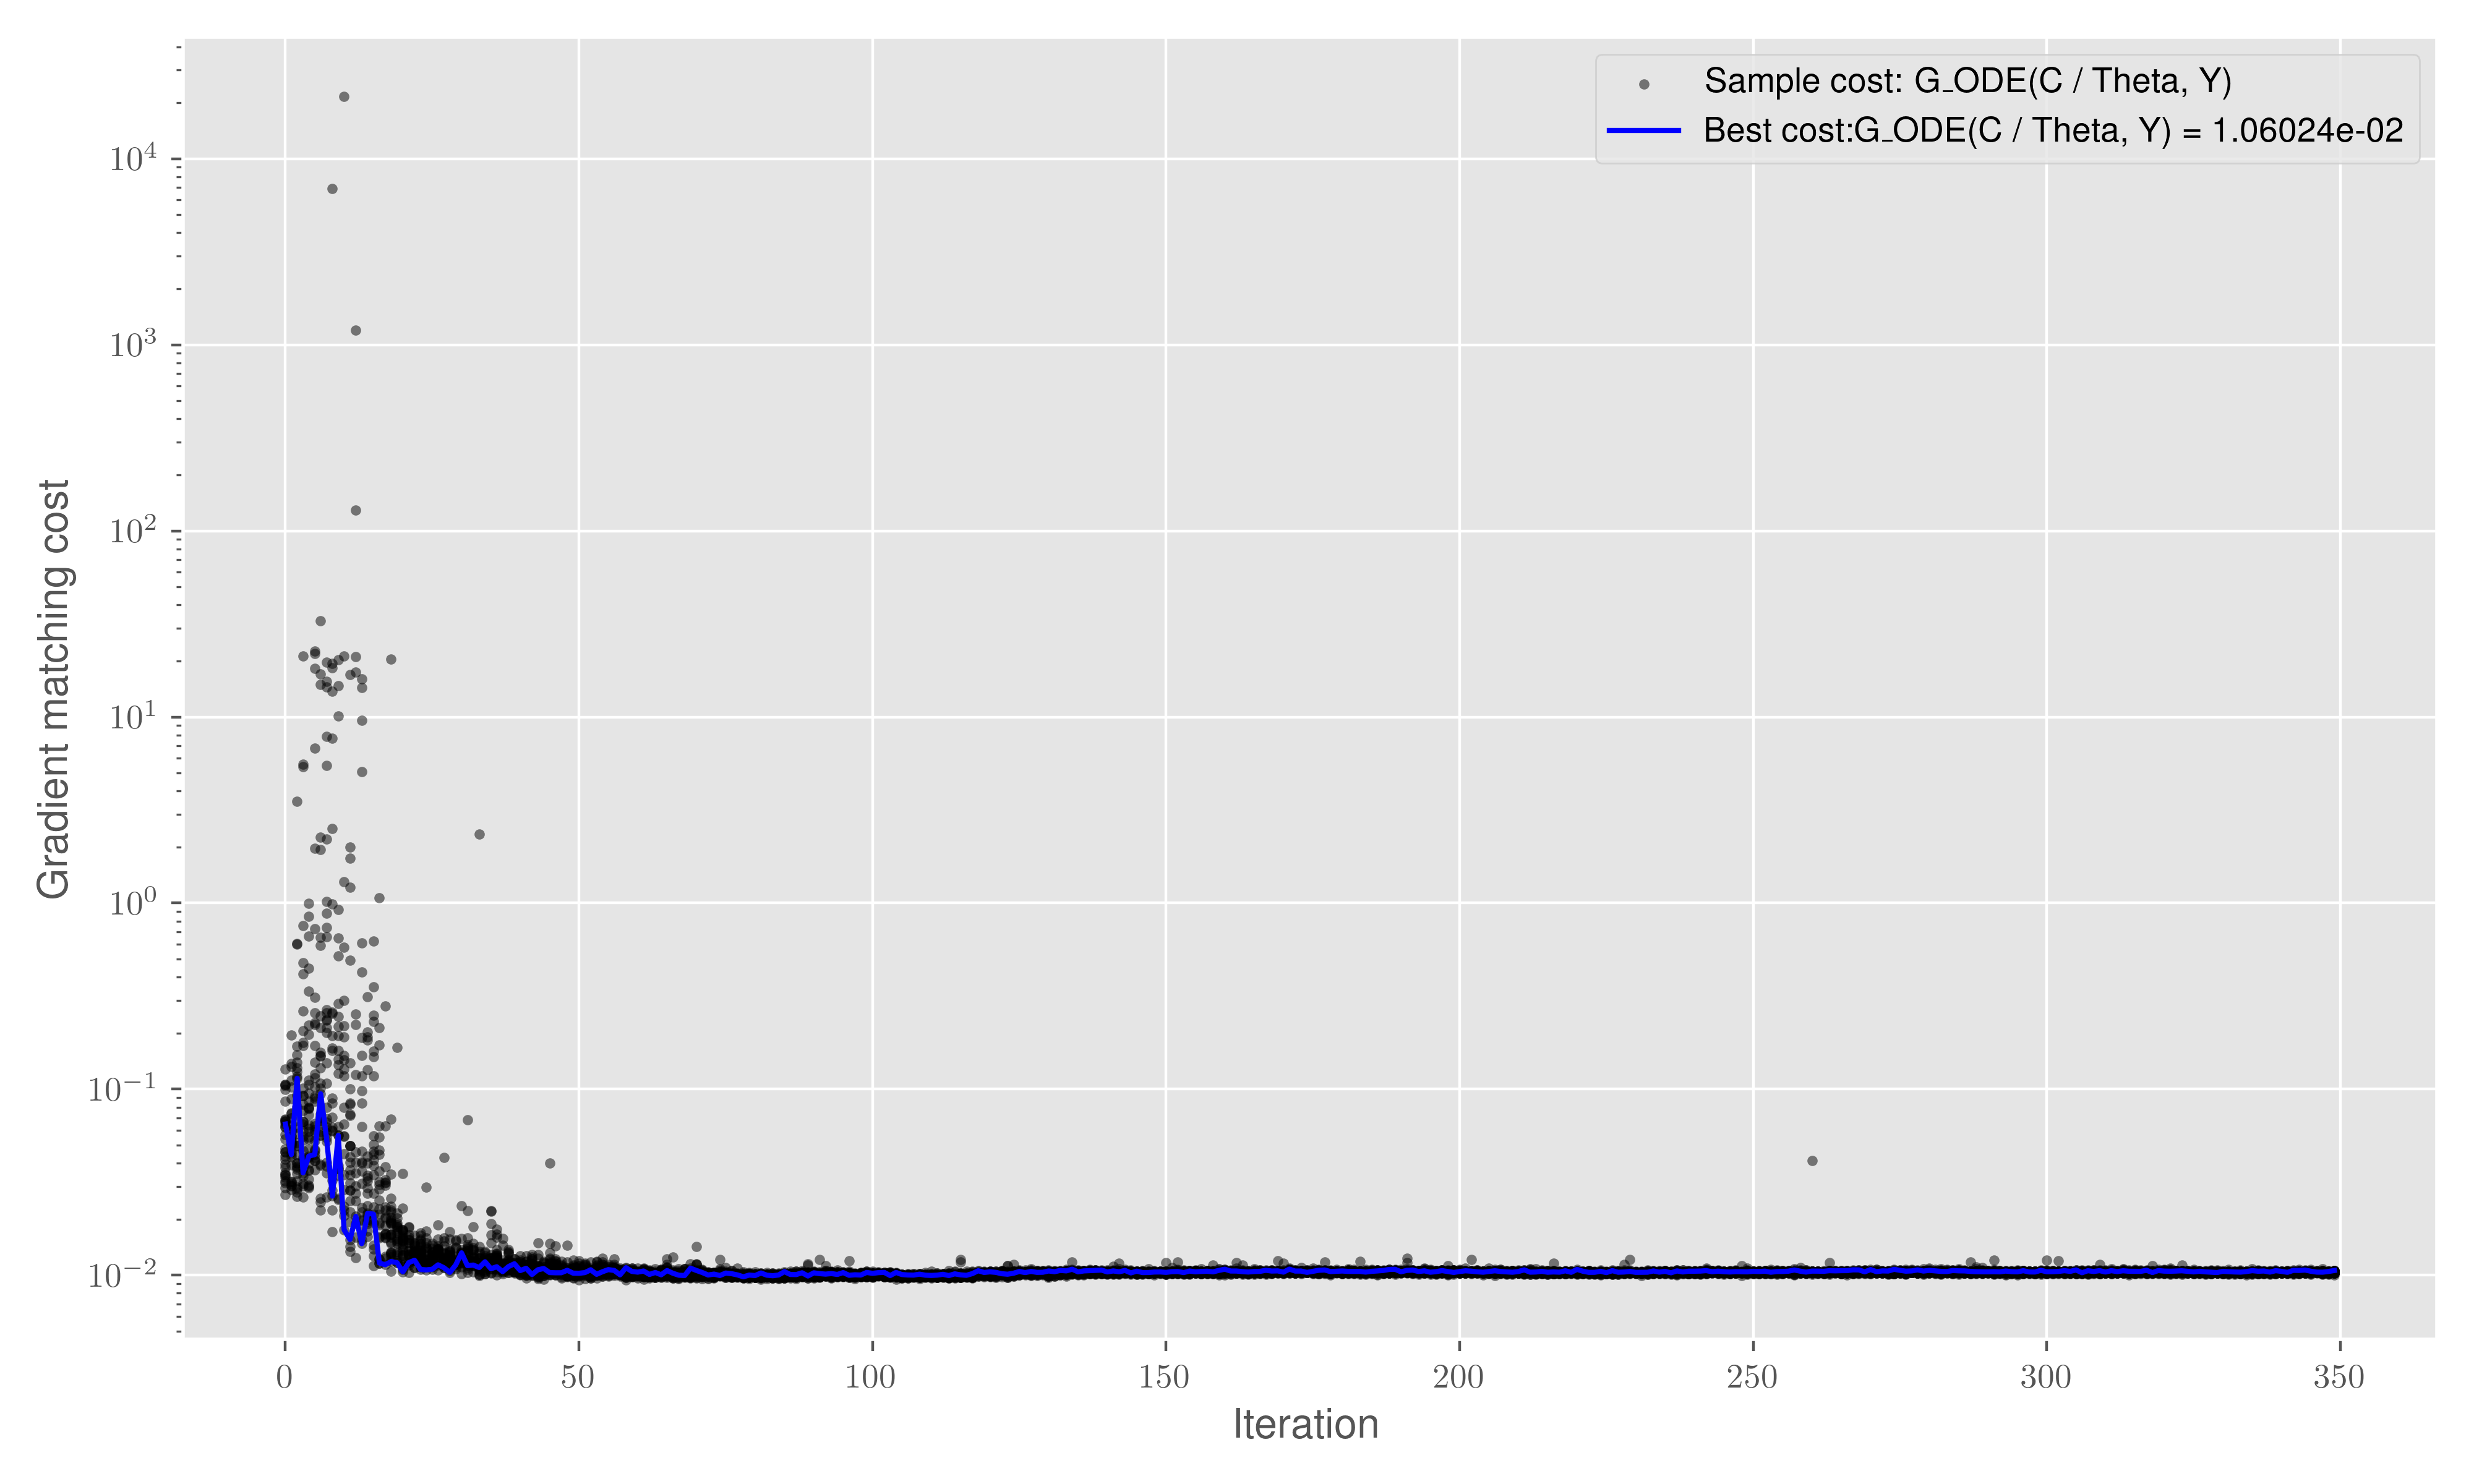 Sample cost: G_ODE(C / Theta, Y)
Best cost:G_ODE(C / Theta, Y) = 1.06024e-02
Gradient matching cost
10^4
10^3
10^2
10^1
10^0
10^−1
10^−2
0 50 100 150 200 250 300 350
Iteration